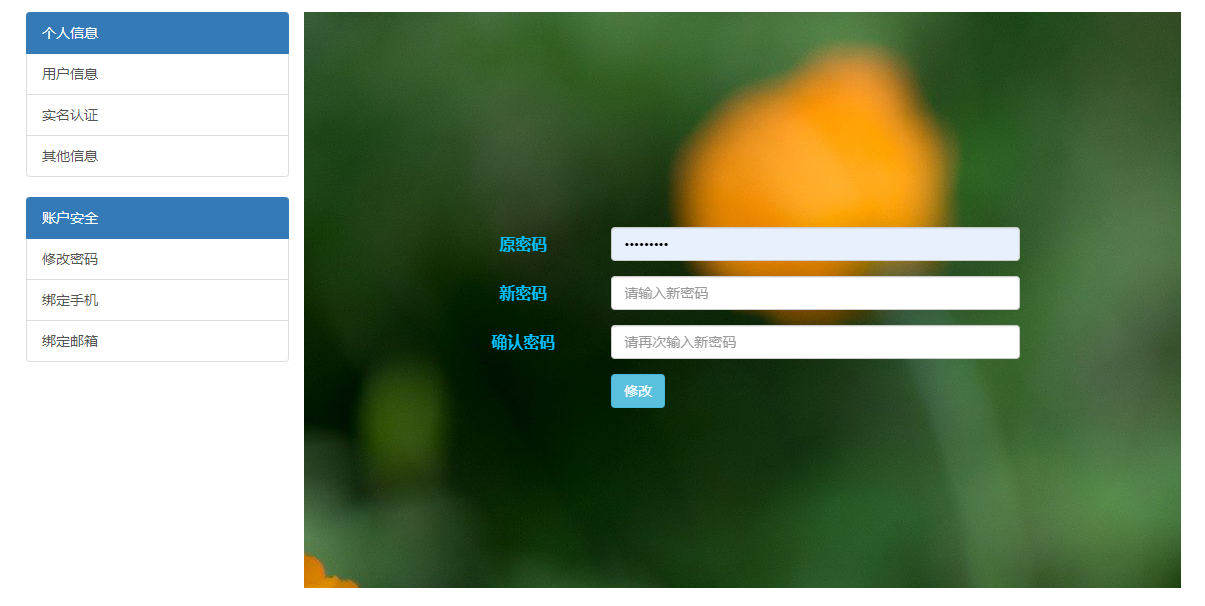 个人信息
用户信息
实名认证
其他信息
账户安全
修改密码
绑定手机
绑定邮箱
原密码 •••••••••
新密码 请输入新密码
确认密码 请再次输入新密码
修改